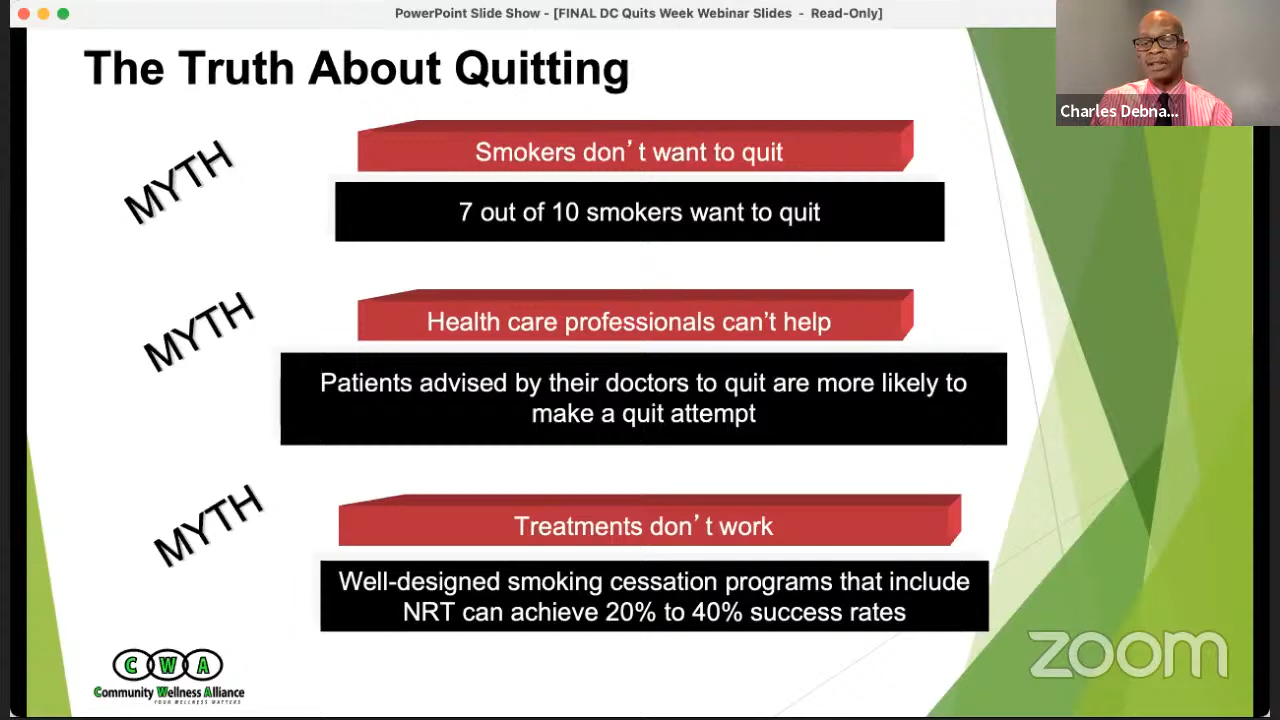 PowerPoint Slide Show - [FINAL DC Quits Week Webinar Slides - Read-Only]
The Truth About Quitting
Charles Debna...
MYTH
Smokers don't want to quit
7 out of 10 smokers want to quit
MYTH
Health care professionals can't help
Patients advised by their doctors to quit are more likely to
make a quit attempt
MYTH
Treatments don't work
Well-designed smoking cessation programs that include
NRT can achieve 20% to 40% success rates
C W A
Community Wellness Alliance
YOUR WELLNESS MATTERS
zoom